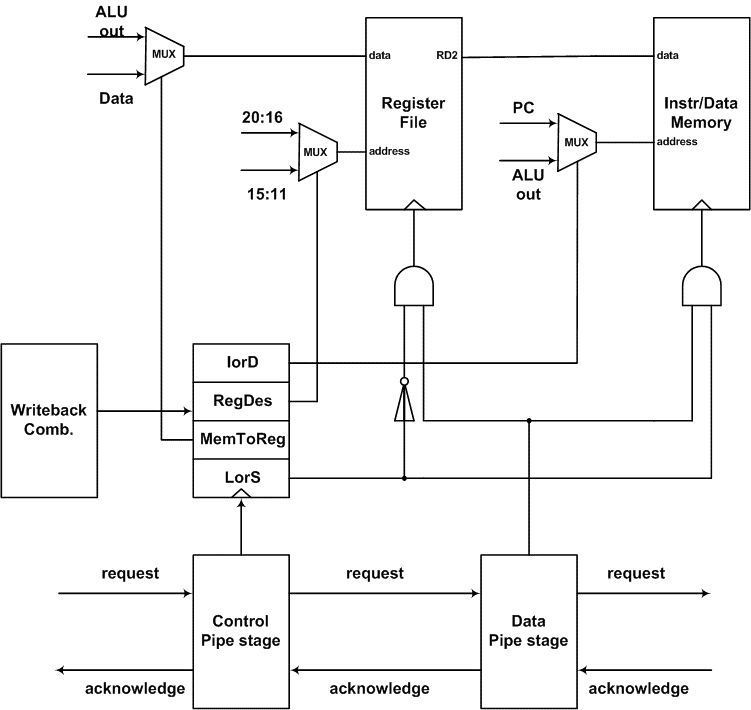 ALU
out
MUX
Data
data
RD2
data
Register
File
Instr/Data
Memory
20:16
MUX
address
15:11
PC
MUX
address
ALU
out
Writeback
Comb.
IorD
RegDes
MemToReg
LorS
request
request
request
Control
Pipe stage
Data
Pipe stage
acknowledge
acknowledge
acknowledge